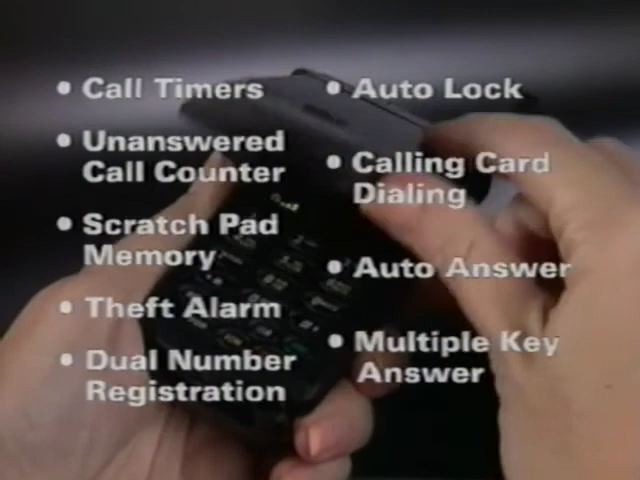 • Call Timers
• Unanswered
Call Counter
• Scratch Pad
Memory
• Theft Alarm
• Dual Number
Registration
• Auto Lock
• Calling Card
Dialing
• Auto Answer
• Multiple Key
Answer